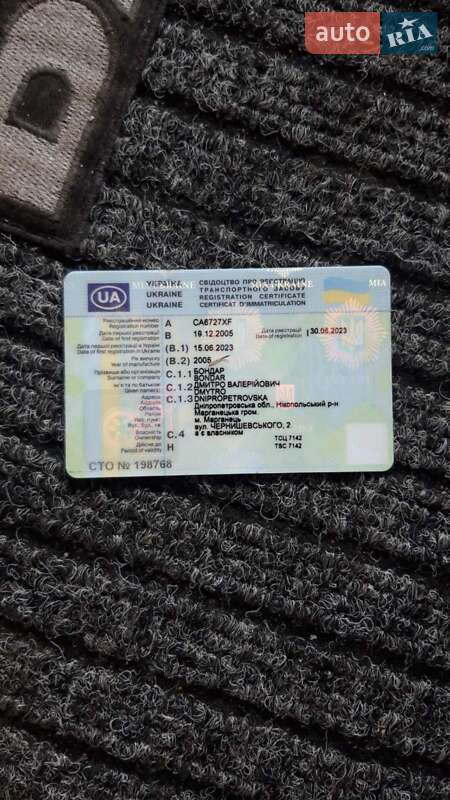 auto RIA.com
УКРАЇНА СВІДОЦТВО ПРО РЕЄСТРАЦІЮ
ТРАНСПОРТНОГО ЗАСОБУ
UA UKRAINE REGISTRATION CERTIFICATE
UKRAINE CERTIFICAT D'IMMATRICULATION
MIA
Реєстраційний номер
Registration number A CA6727XF Дата реєстрації
Date of registration I 30.06.2023
Дата першої реєстрації
Date of first registration B 19.12.2005
Дата першої реєстрації в Україні
Date of first registration in Ukraine (B.1) 15.06.2023
Рік випуску
Year of manufacture (B.2) 2005
Прізвище або організація
Surname or company C.1.1 БОНДАР
BONDAR
Ім'я та по батькові
Given name(s) C.1.2 ДМИТРО ВАЛЕРІЙОВИЧ
DMYTRO
Адреса
Address C.1.3 DNIPROPETROVSKA
Область, Дніпропетровська обл., Нікопольський р-н
Район Марганецька гром.
Нас. пункт м. Марганець
Вул., буд., кв. вул. ЧЕРНИШЕВСЬКОГО, 2
Власність
Ownership C.4 а є власником
Дійсне до
Period of validity H ТСЦ 7142
TSC 7142
СТО № 198768